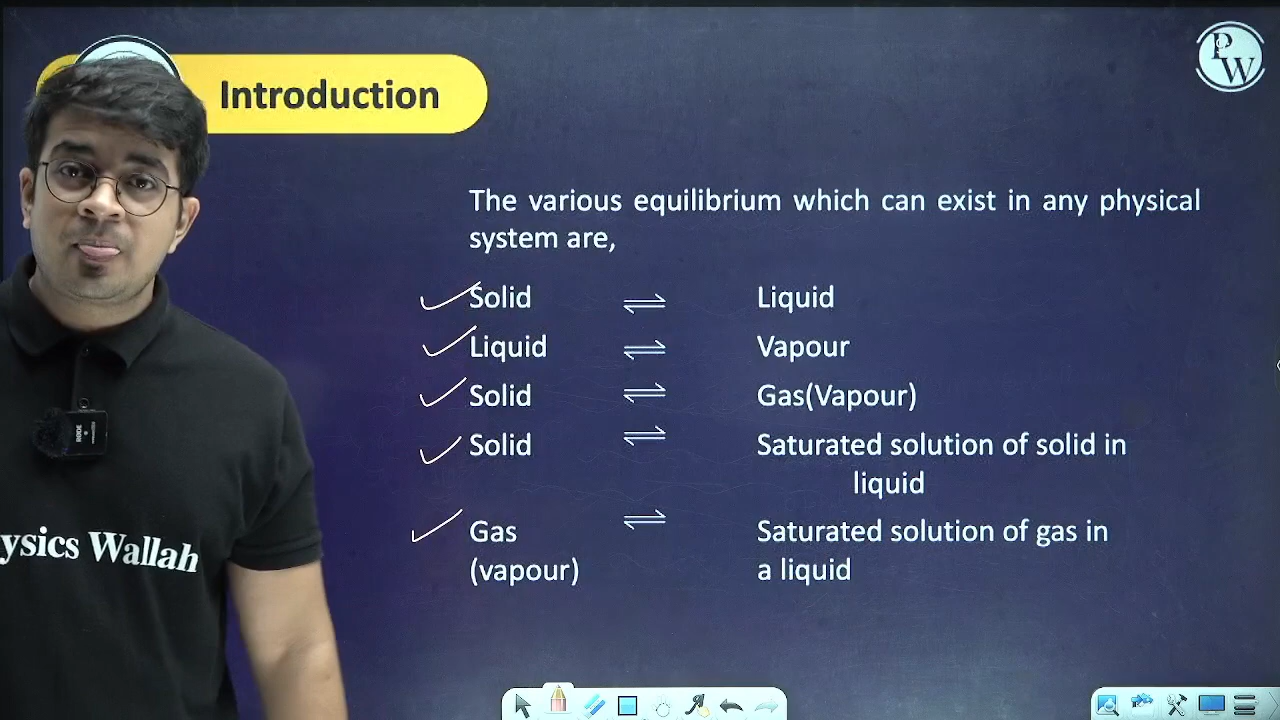 Introduction
PW
The various equilibrium which can exist in any physical
system are,
Solid ⇌ Liquid
Liquid ⇌ Vapour
Solid ⇌ Gas(Vapour)
Solid ⇌ Saturated solution of solid in
liquid
Gas ⇌ Saturated solution of gas in
(vapour) a liquid
RODE
ysics Wallah